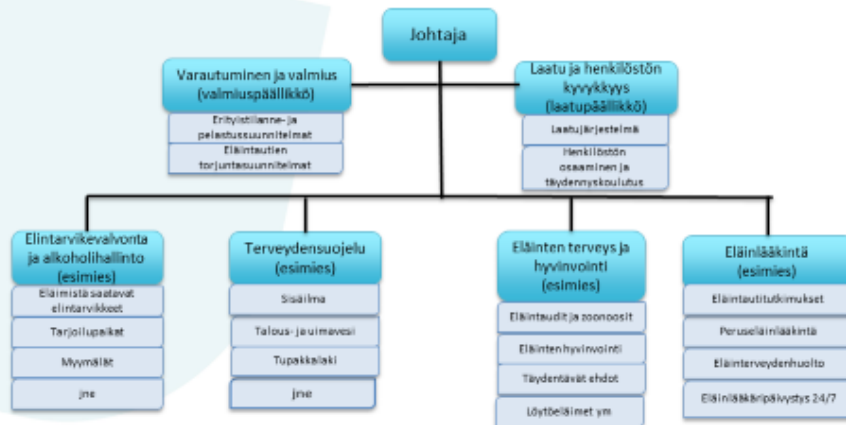 Johtaja
Varautuminen ja valmius
(valmiuspäällikkö)
Erityistilanne- ja
pelastussuunnitelmat
Eläintautien
torjuntasuunnitelmat
Laatu ja henkilöstön
kyvykkyys
(laatupäällikkö)
Laatujärjestelmä
Henkilöstön
osaaminen ja
täydennyskoulutus
Elintarvikevalvonta
ja alkoholihallinto
(esimies)
Eläimistä saatavat
elintarvikkeet
Tarjoilupaikat
Myymälät
jne
Terveydensuojelu
(esimies)
Sisäilma
Talous- ja uimavesi
Tupakkalaki
jne
Eläinten terveys ja
hyvinvointi
(esimies)
Eläintaudit ja zoonoosit
Eläinten hyvinvointi
Täydentävät ehdot
Löytöeläimet ym
Eläinlääkintä
(esimies)
Eläintautitutkimukset
Peruseläinlääkintä
Eläinterveydenhuolto
Eläinlääkäripäivystys 24/7